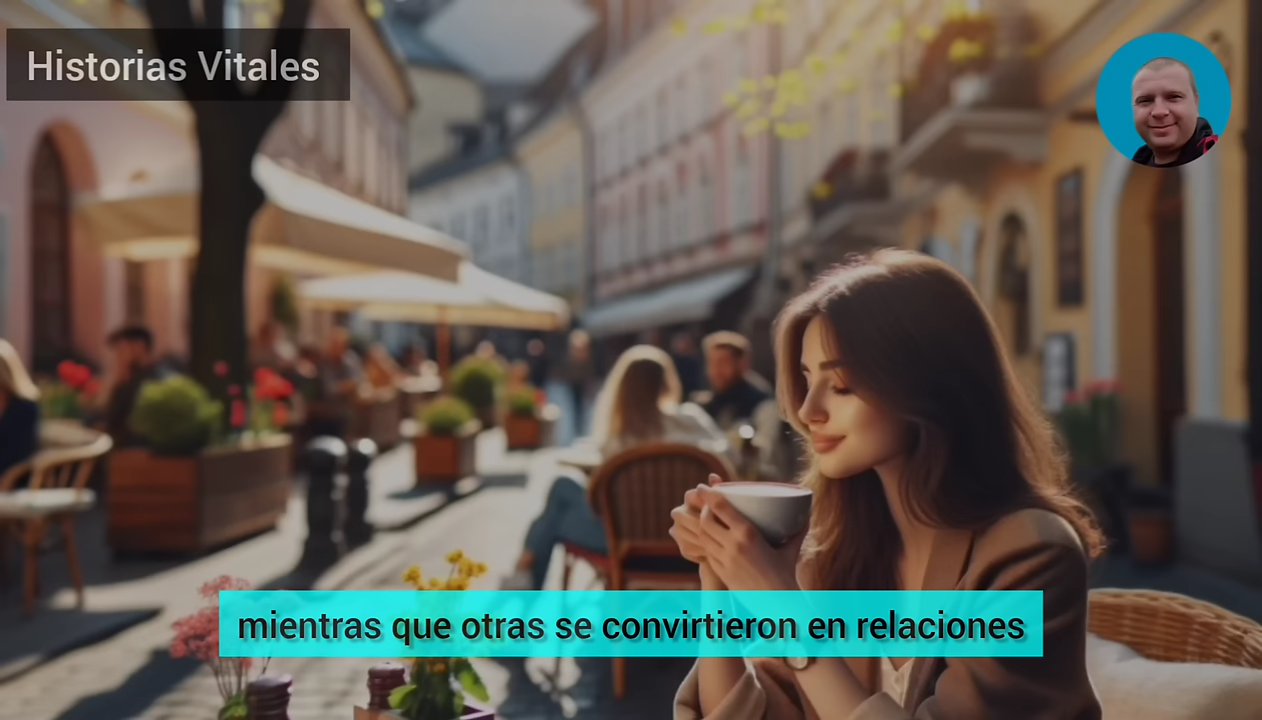 Historias Vitales
mientras que otras se convirtieron en relaciones